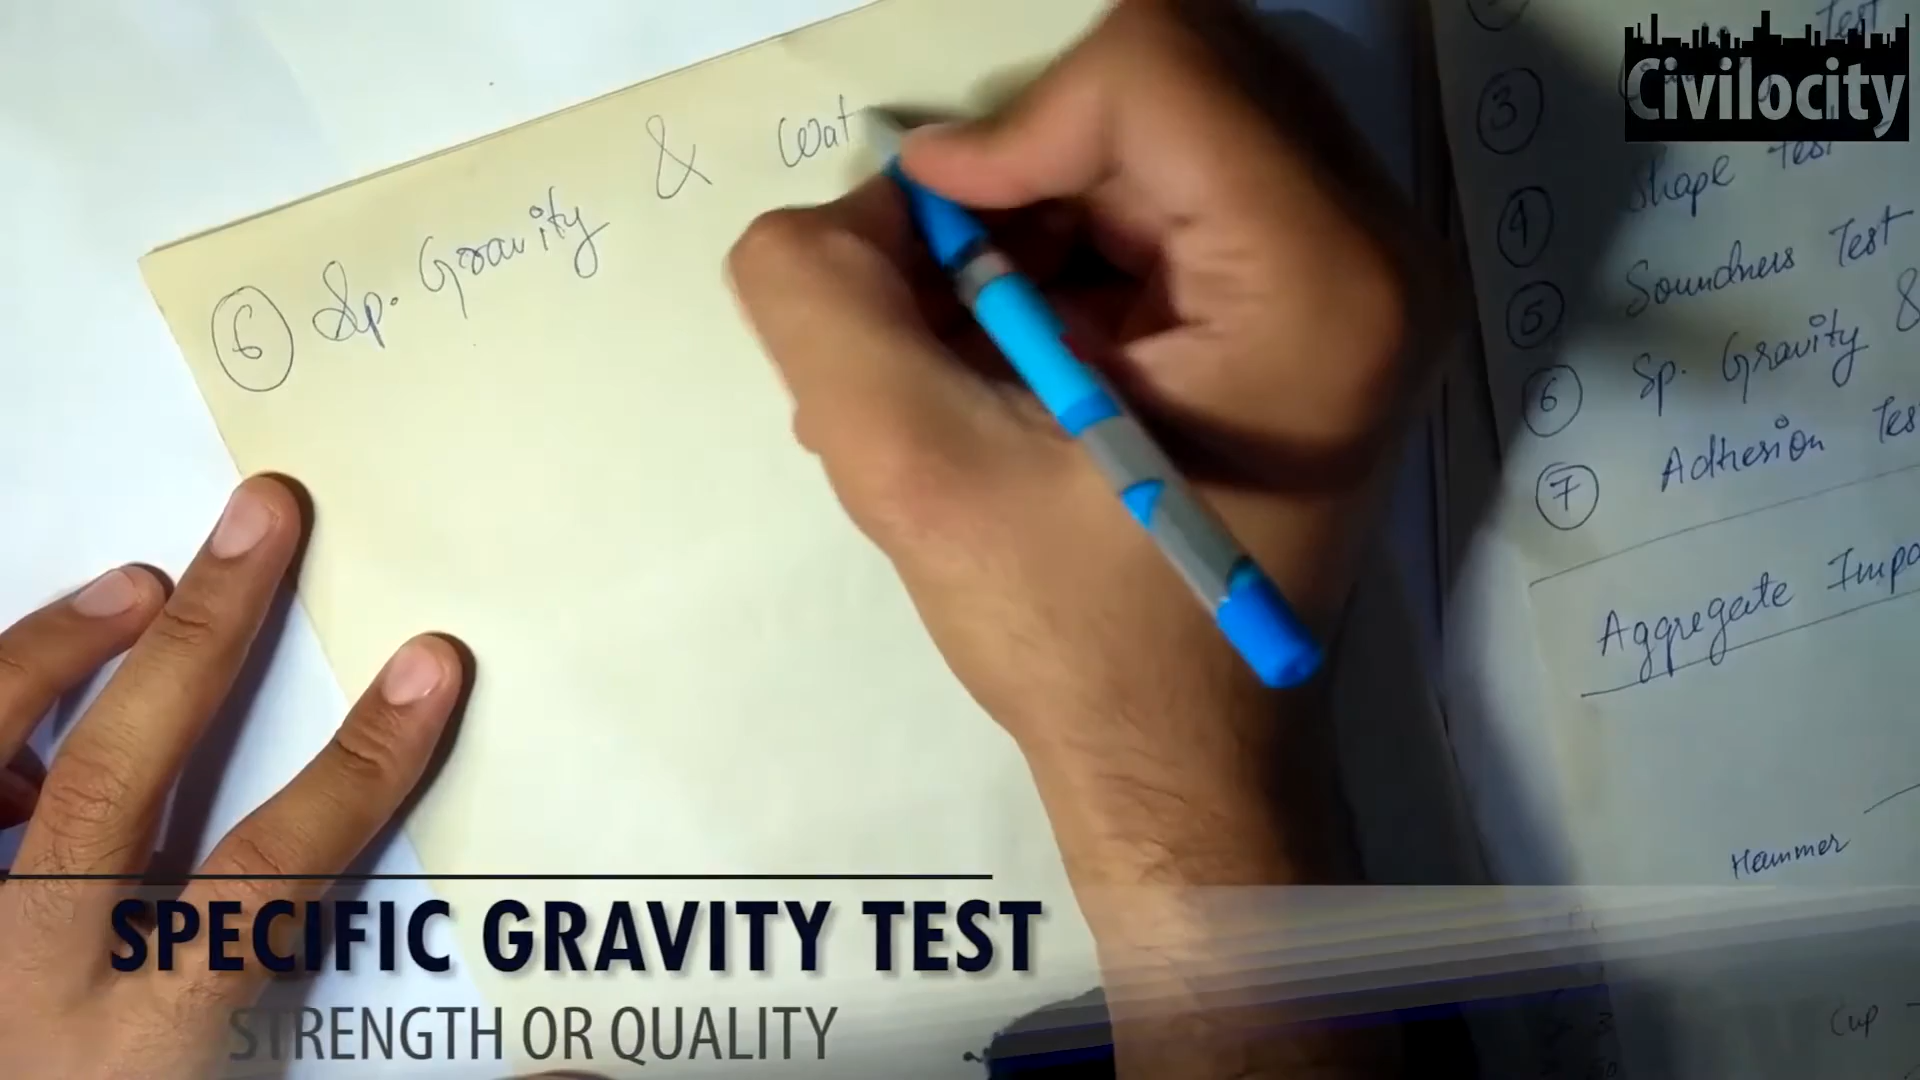 Civilocity
6 Sp. Gravity & wat
Test
3
4 Shape Test
5 Soundness Test
6 Sp. Gravity &
7 Adhesion Tes
Aggregate Impa
Hammer
Cup
SPECIFIC GRAVITY TEST
STRENGTH OR QUALITY